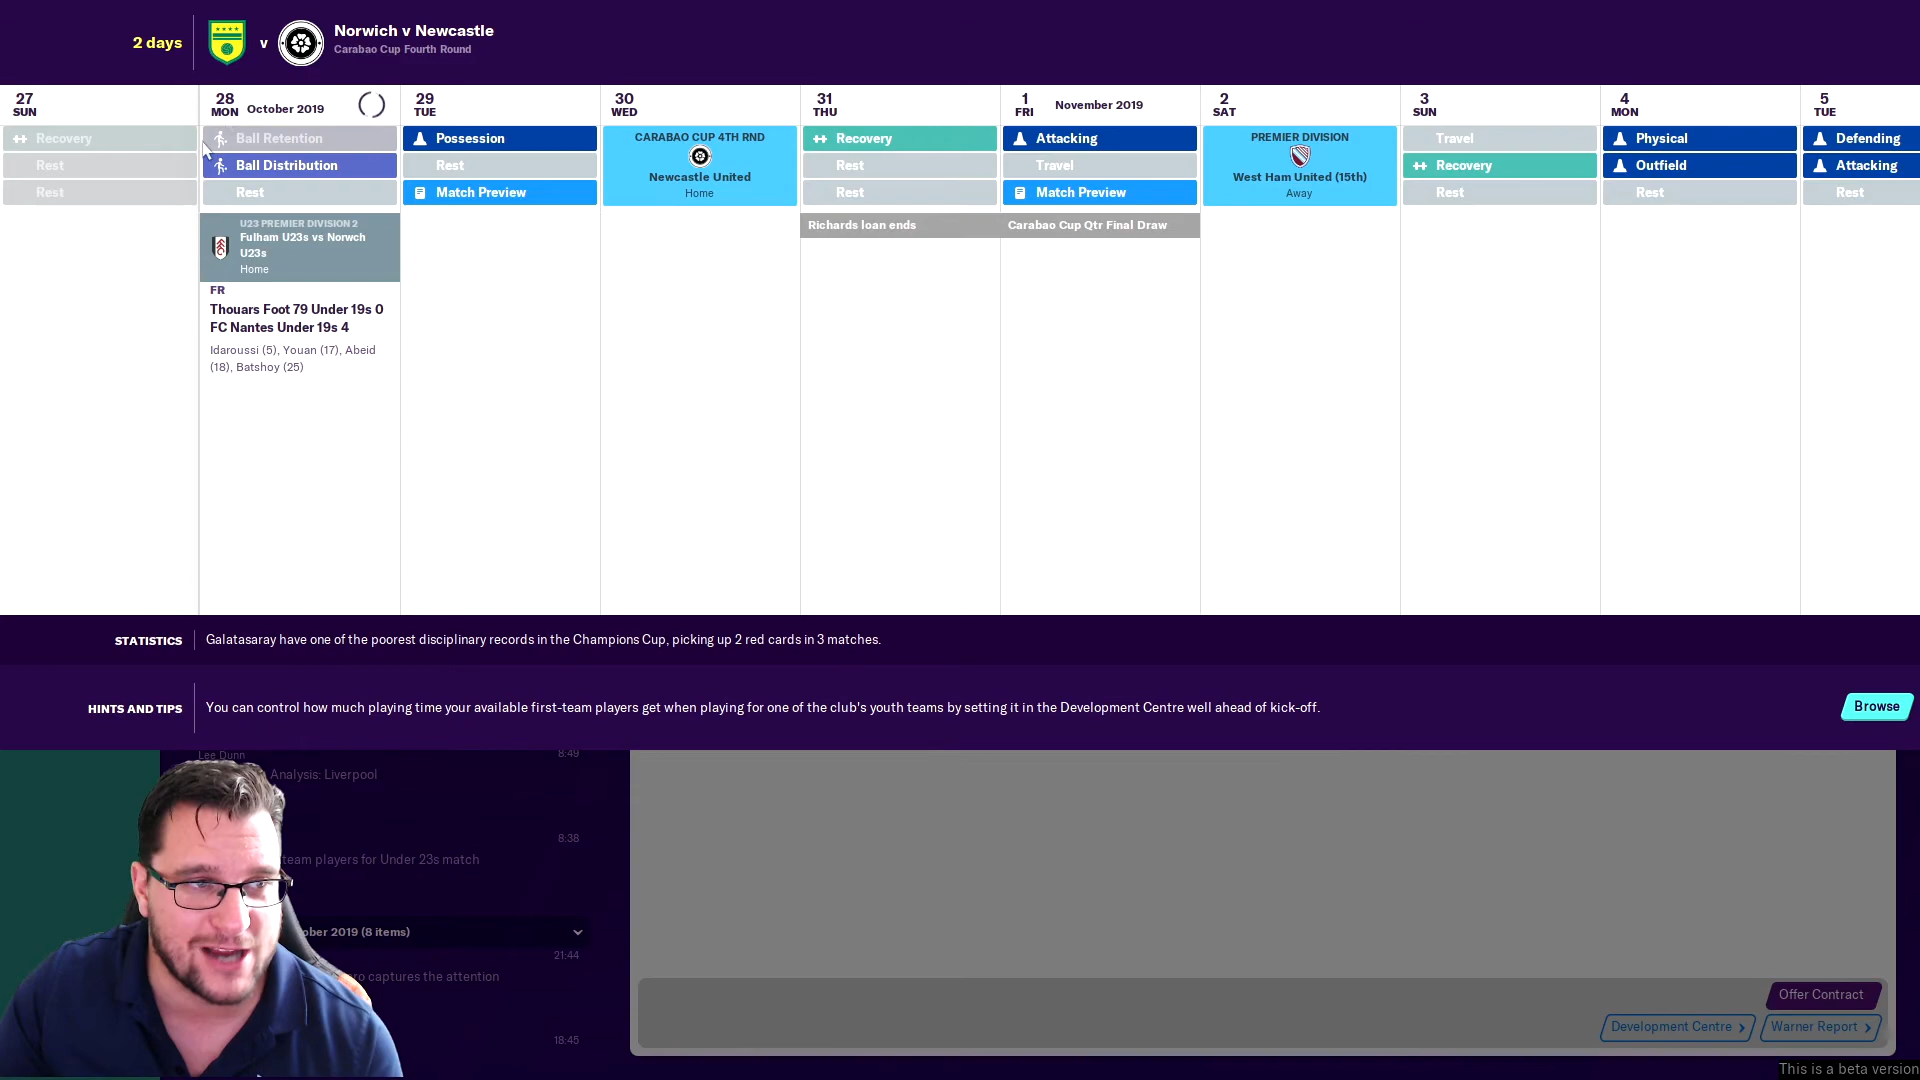 2 days
v
Norwich v Newcastle
Carabao Cup Fourth Round
27
SUN
28
MON
October 2019
29
TUE
30
WED
31
THU
1
FRI
November 2019
2
SAT
3
SUN
4
MON
5
TUE
Recovery
Rest
Rest
Ball Retention
Ball Distribution
Rest
U23 PREMIER DIVISION 2
Fulham U23s vs Norwch
U23s
Home
FR
Thouars Foot 79 Under 19s 0
FC Nantes Under 19s 4
Idaroussi (5), Youan (17), Abeid
(18), Batshoy (25)
Possession
Rest
Match Preview
CARABAO CUP 4TH RND
Newcastle United
Home
Recovery
Rest
Rest
Richards loan ends
Attacking
Travel
Match Preview
Carabao Cup Qtr Final Draw
PREMIER DIVISION
West Ham United (15th)
Away
Travel
Recovery
Rest
Physical
Outfield
Rest
Defending
Attacking
Rest
STATISTICS
Galatasaray have one of the poorest disciplinary records in the Champions Cup, picking up 2 red cards in 3 matches.
HINTS AND TIPS
You can control how much playing time your available first-team players get when playing for one of the club's youth teams by setting it in the Development Centre well ahead of kick-off.
Browse
Lee Dunn
8:49
Analysis: Liverpool
8:38
team players for Under 23s match
ober 2019 (8 items)
21:44
ro captures the attention
18:45
Offer Contract
Development Centre
Warner Report
This is a beta version